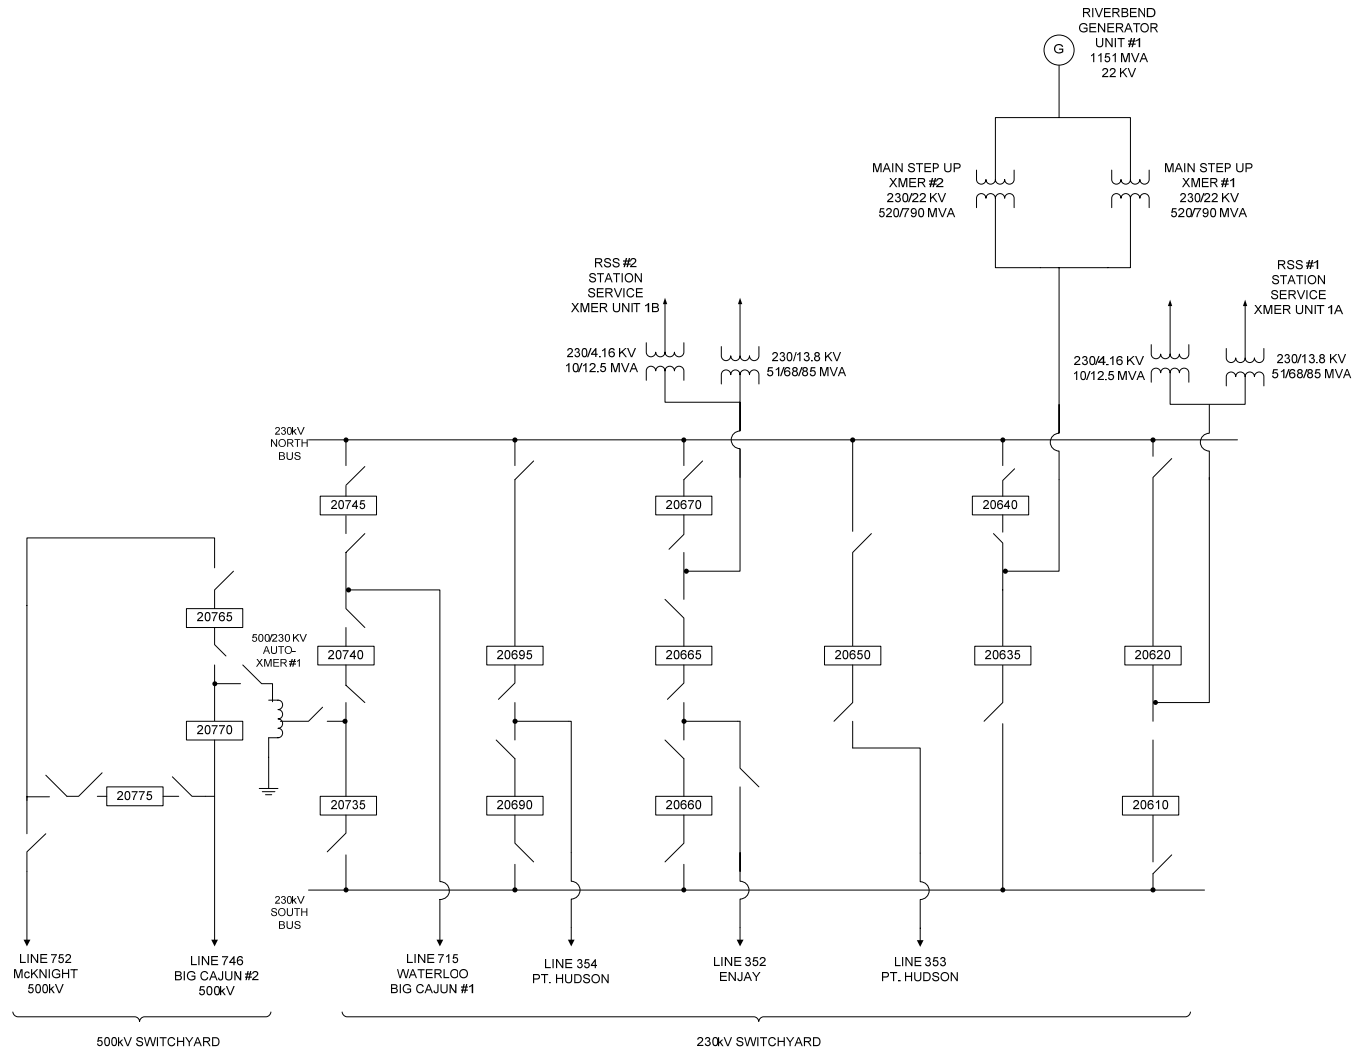 RIVERBEND
GENERATOR
UNIT #1
1151 MVA
22 KV
G
MAIN STEP UP
XMER #2
230/22 KV
520/790 MVA
MAIN STEP UP
XMER #1
230/22 KV
520/790 MVA
RSS #2
STATION
SERVICE
XMER UNIT 1B
RSS #1
STATION
SERVICE
XMER UNIT 1A
230/4.16 KV
10/12.5 MVA
230/13.8 KV
51/68/85 MVA
230/4.16 KV
10/12.5 MVA
230/13.8 KV
51/68/85 MVA
230kV
NORTH
BUS
20745
20670
20640
20765
500/230 KV
AUTO-
XMER #1
20740
20695
20665
20650
20635
20620
20770
20775
20735
20690
20660
20610
230kV
SOUTH
BUS
LINE 752
McKNIGHT
500kV
LINE 746
BIG CAJUN #2
500kV
LINE 715
WATERLOO
BIG CAJUN #1
LINE 354
PT. HUDSON
LINE 352
ENJAY
LINE 353
PT. HUDSON
500kV SWITCHYARD
230kV SWITCHYARD